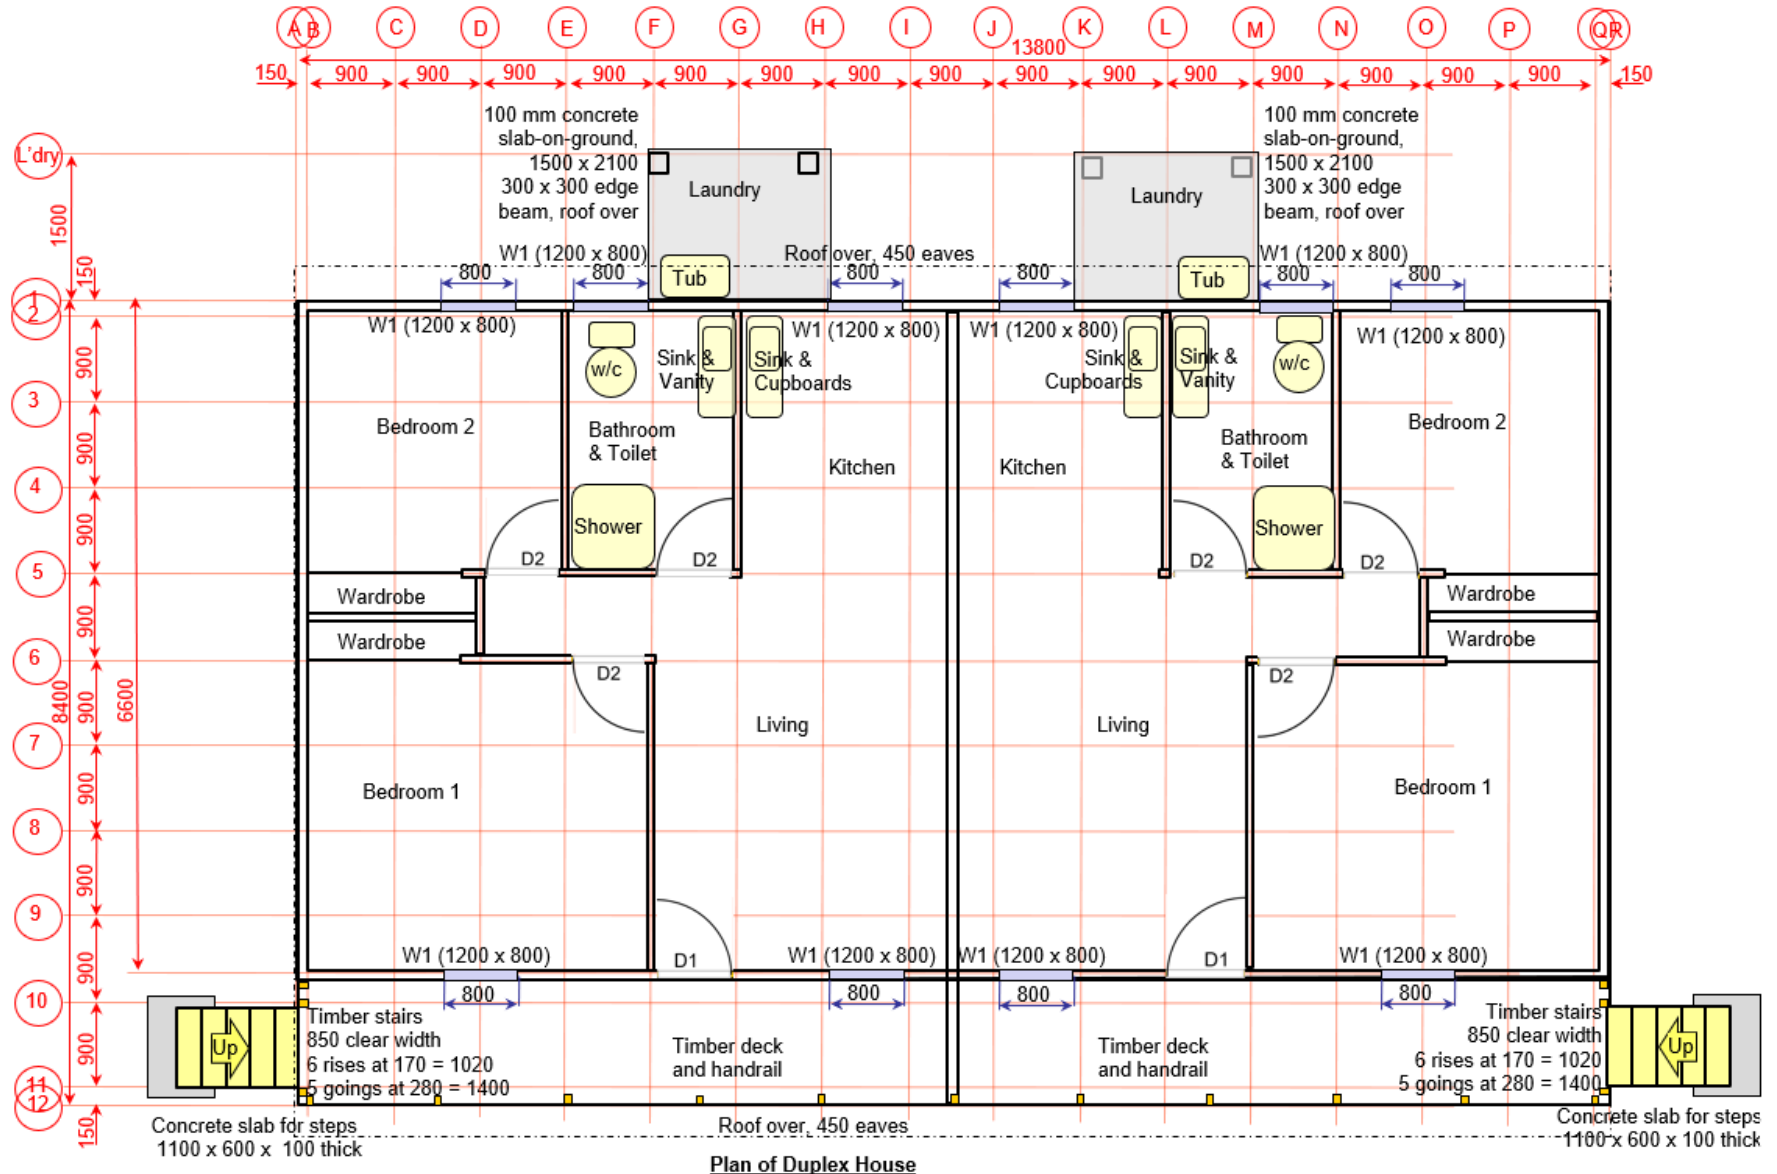 A B C D E F G H I J K L M N O P Q R
13800
150 900 900 900 900 900 900 900 900 900 900 900 900 900 900 900 150
100 mm concrete
slab-on-ground,
1500 x 2100
300 x 300 edge
beam, roof over
100 mm concrete
slab-on-ground,
1500 x 2100
300 x 300 edge
beam, roof over
L'dry
Laundry
Laundry
1500
150
W1 (1200 x 800)
Roof over, 450 eaves
W1 (1200 x 800)
800
800
Tub
800
800
Tub
800
800
1
2
W1 (1200 x 800)
W1 (1200 x 800)
W1 (1200 x 800)
W1 (1200 x 800)
900
w/c
Sink &
Vanity
Sink &
Cupboards
Sink &
Cupboards
Sink &
Vanity
w/c
3
Bedroom 2
Bathroom
& Toilet
Kitchen
Kitchen
Bathroom
& Toilet
Bedroom 2
900
4
900
Shower
Shower
D2
D2
D2
D2
5
Wardrobe
Wardrobe
Wardrobe
Wardrobe
900
6
D2
D2
8400
900
6600
Living
Living
7
Bedroom 1
Bedroom 1
900
8
900
9
900
W1 (1200 x 800)
D1
W1 (1200 x 800)
W1 (1200 x 800)
D1
W1 (1200 x 800)
800
800
800
800
10
Timber stairs
850 clear width
6 rises at 170 = 1020
5 goings at 280 = 1400
Up
Timber deck
and handrail
Timber deck
and handrail
Timber stairs
850 clear width
6 rises at 170 = 1020
5 goings at 280 = 1400
Up
900
11
12
150
Concrete slab for steps
1100 x 600 x 100 thick
Roof over, 450 eaves
Concrete slab for steps
1100 x 600 x 100 thick
Plan of Duplex House